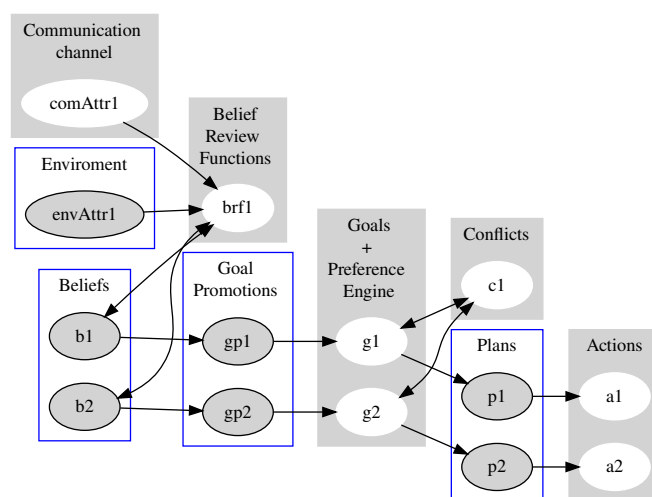 Communication
channel
comAttr1
Enviroment
envAttr1
Belief
Review
Functions
brf1
Beliefs
b1
b2
Goal
Promotions
gp1
gp2
Goals
+
Preference
Engine
g1
g2
Conflicts
c1
Plans
p1
p2
Actions
a1
a2